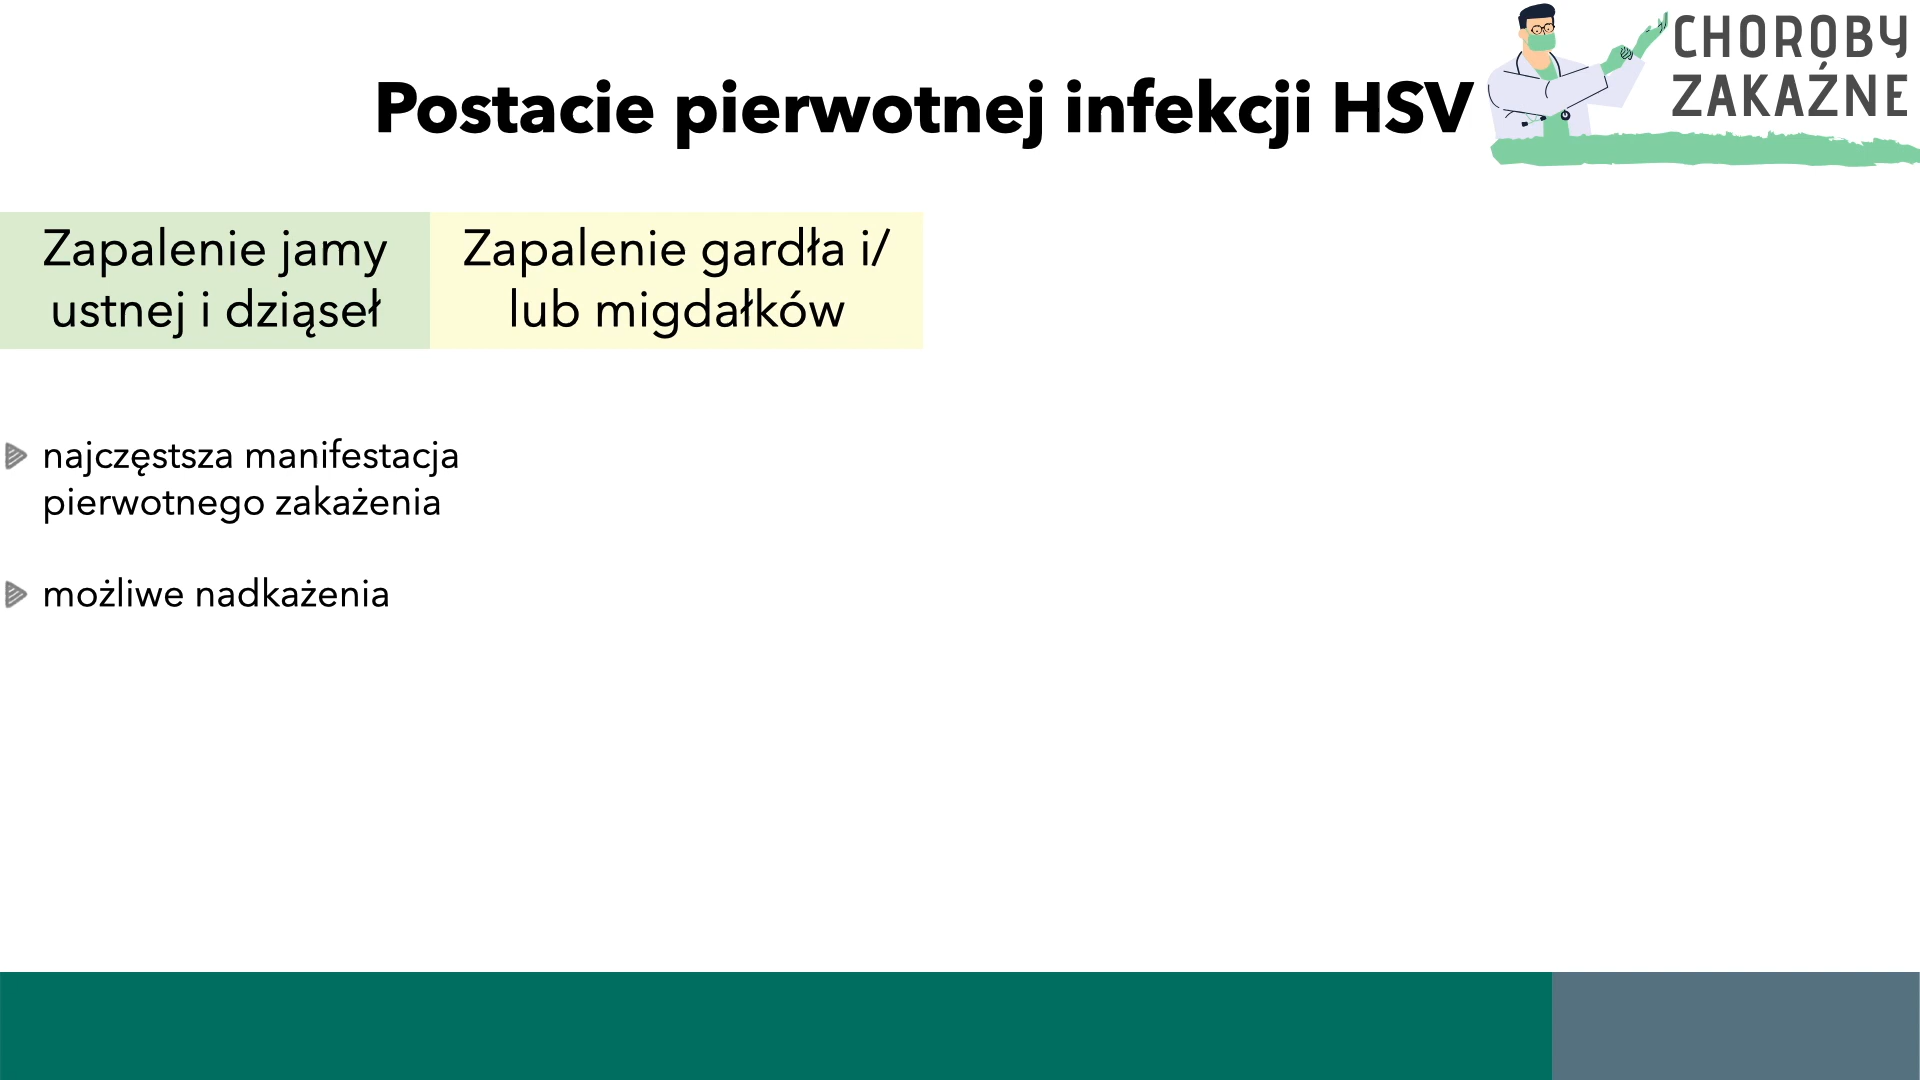 CHOROBY
ZAKAŹNE
Postacie pierwotnej infekcji HSV
Zapalenie jamy
ustnej i dziąseł
Zapalenie gardła i/
lub migdałków
najczęstsza manifestacja
pierwotnego zakażenia
możliwe nadkażenia